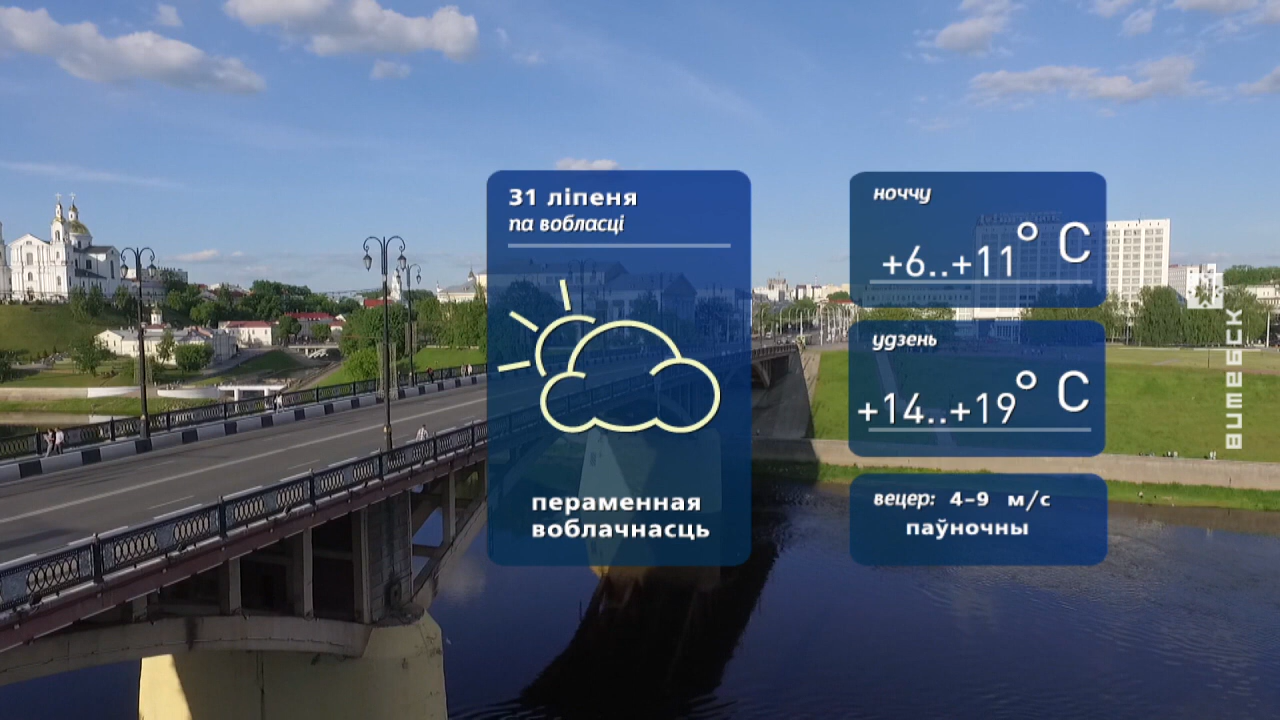 31 ліпеня
па вобласці
пераменная
воблачнасць
ноччу
+6..+11° C
удзень
+14..+19° C
вецер: 4-9 м/с
паўночны
витебск